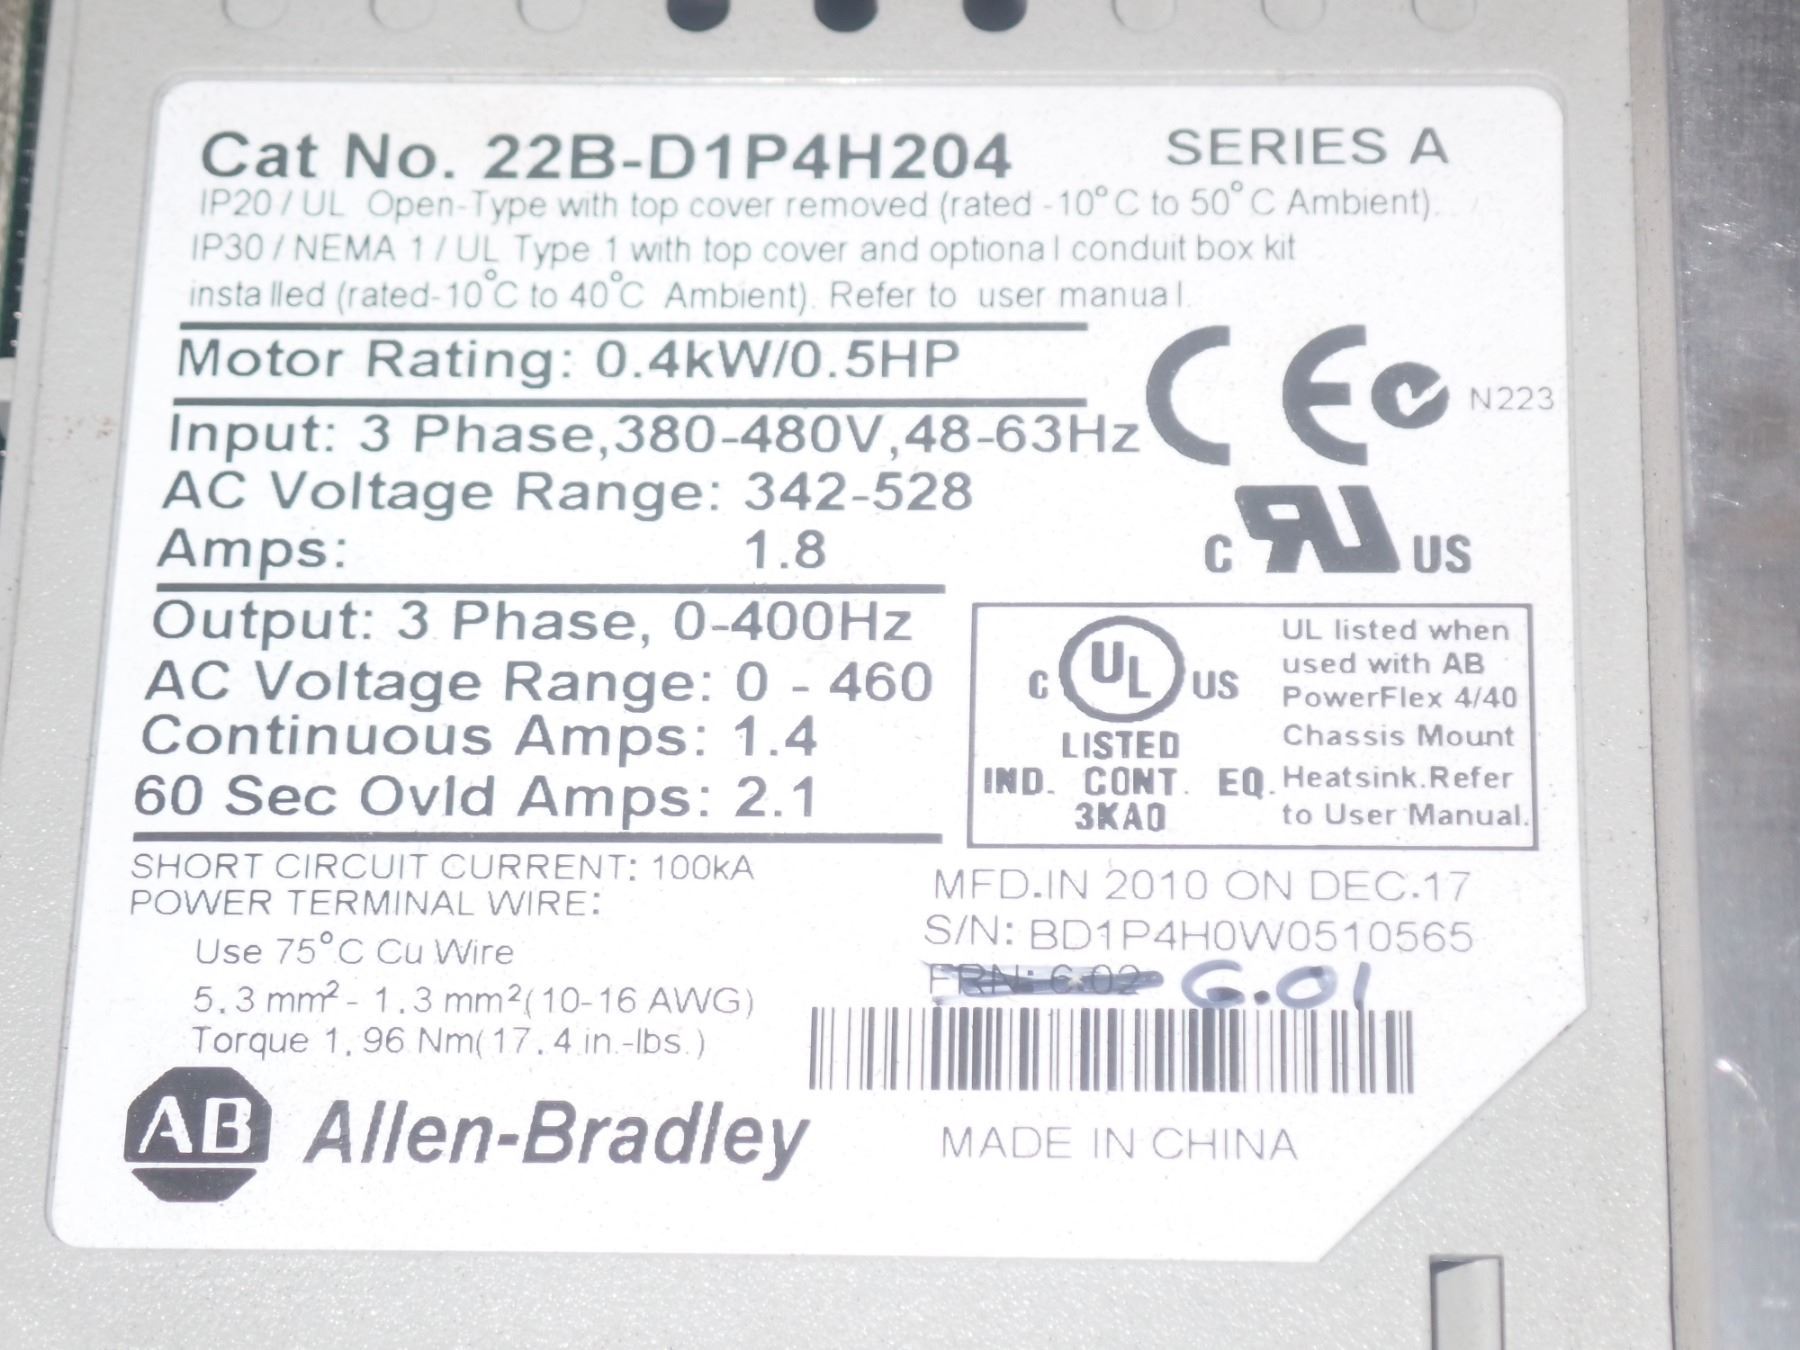 Cat No. 22B-D1P4H204 SERIES A
IP20 / UL Open-Type with top cover removed (rated -10°C to 50°C Ambient).
IP30 / NEMA 1 / UL Type 1 with top cover and optional conduit box kit
installed (rated-10°C to 40°C Ambient). Refer to user manual.
Motor Rating: 0.4kW/0.5HP
CE N223
Input: 3 Phase,380-480V,48-63Hz
AC Voltage Range: 342-528
Amps: 1.8
C RU US
Output: 3 Phase, 0-400Hz
AC Voltage Range: 0 - 460
Continuous Amps: 1.4
60 Sec Ovld Amps: 2.1
C UL US
LISTED
IND. CONT. EQ.
3KAQ
UL listed when
used with AB
PowerFlex 4/40
Chassis Mount
Heatsink.Refer
to User Manual.
SHORT CIRCUIT CURRENT: 100kA
POWER TERMINAL WIRE:
Use 75°C Cu Wire
5.3 mm² - 1.3 mm²(10-16 AWG)
Torque 1.96 Nm(17.4 in.-lbs.)
MFD.IN 2010 ON DEC.17
S/N: BD1P4H0W0510565
FRN: 6.02 6.01
AB Allen-Bradley
MADE IN CHINA